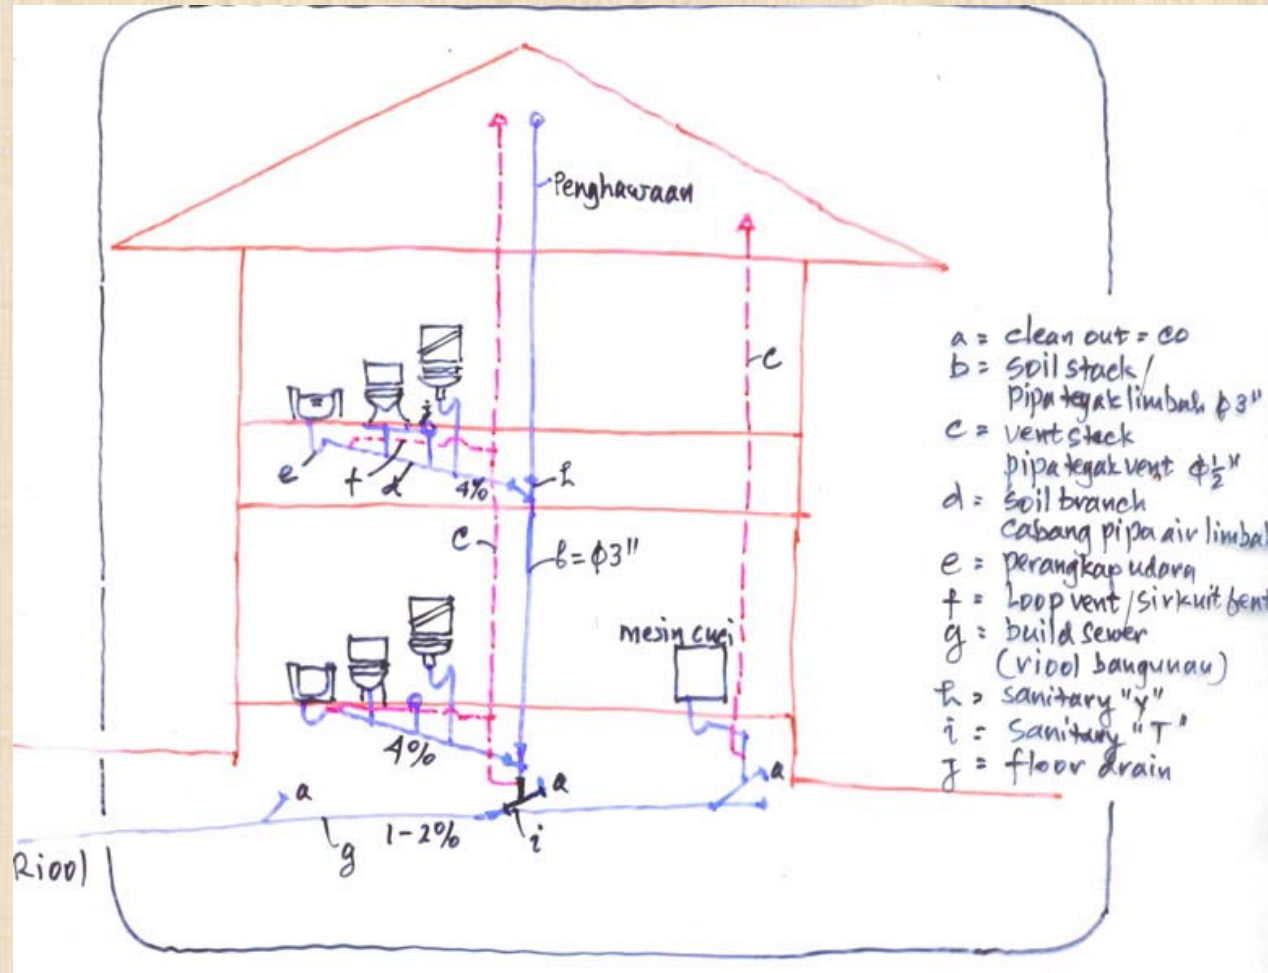 Penghawaan
c
j
e
f
d
4%
h
c
b = φ3"
mesin cuci
4%
a
a
a
g
1-2%
i
Riool
a = clean out = co
b = soil stack /
pipa tegak limbah φ3"
c = vent stack
pipa tegak vent φ½"
d = soil branch
cabang pipa air limbah
e = perangkap udara
f = Loop vent / sirkuit
g = build sewer
(riool bangunan)
h = sanitary "y"
i = sanitary "T"
j = floor drain